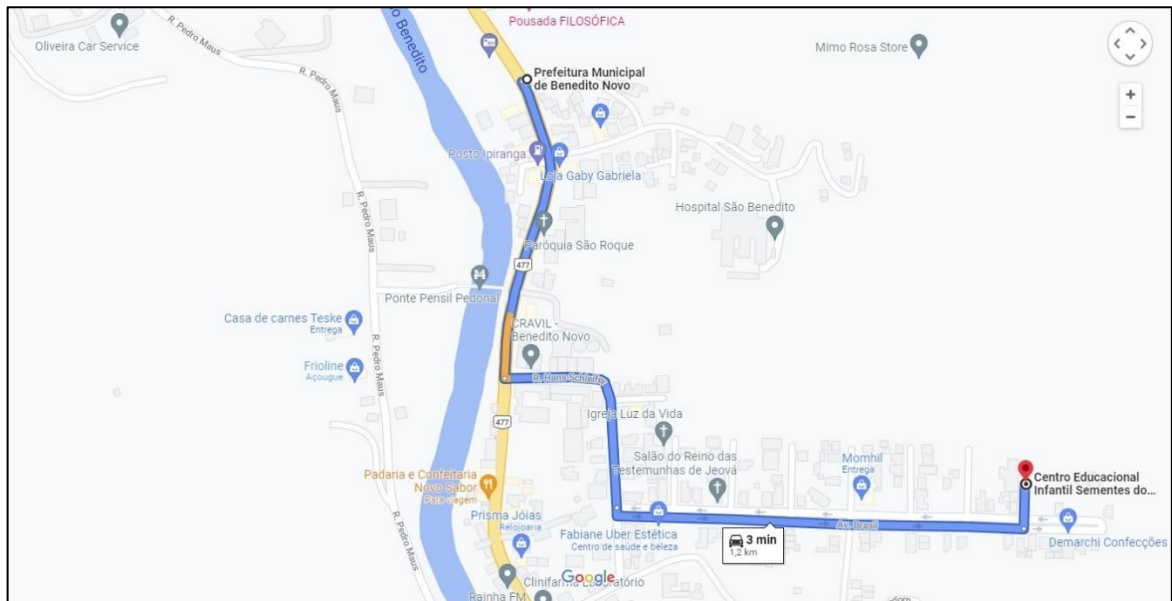 Pousada FILOSÓFICA
Oliveira Car Service
R. Pedro Maus
Benedito
Mimo Rosa Store
Prefeitura Municipal
de Benedito Novo
R. Pedro Maus
Posto Ipiranga
Loja Gaby Gabriela
Hospital São Benedito
Paróquia São Roque
477
Ponte Pensil Pedonal
Casa de carnes Teske
Entrega
CRAVIL -
Benedito Novo
Frioline
Açougue
R. Pedro Maus
R. Hans Schleifer
477
Igreja Luz da Vida
Salão do Reino das
Testemunhas de Jeová
Momhil
Entrega
Padaria e Confeitaria
Novo Sabor
Para viagem
Centro Educacional
Infantil Sementes do...
Prisma Jóias
Relojoaria
Fabiane Uber Estética
Centro de saúde e beleza
Av. Brasil
3 min
1,2 km
Demarchi Confecções
Google
Clinifarma Laboratório
Rainha FM